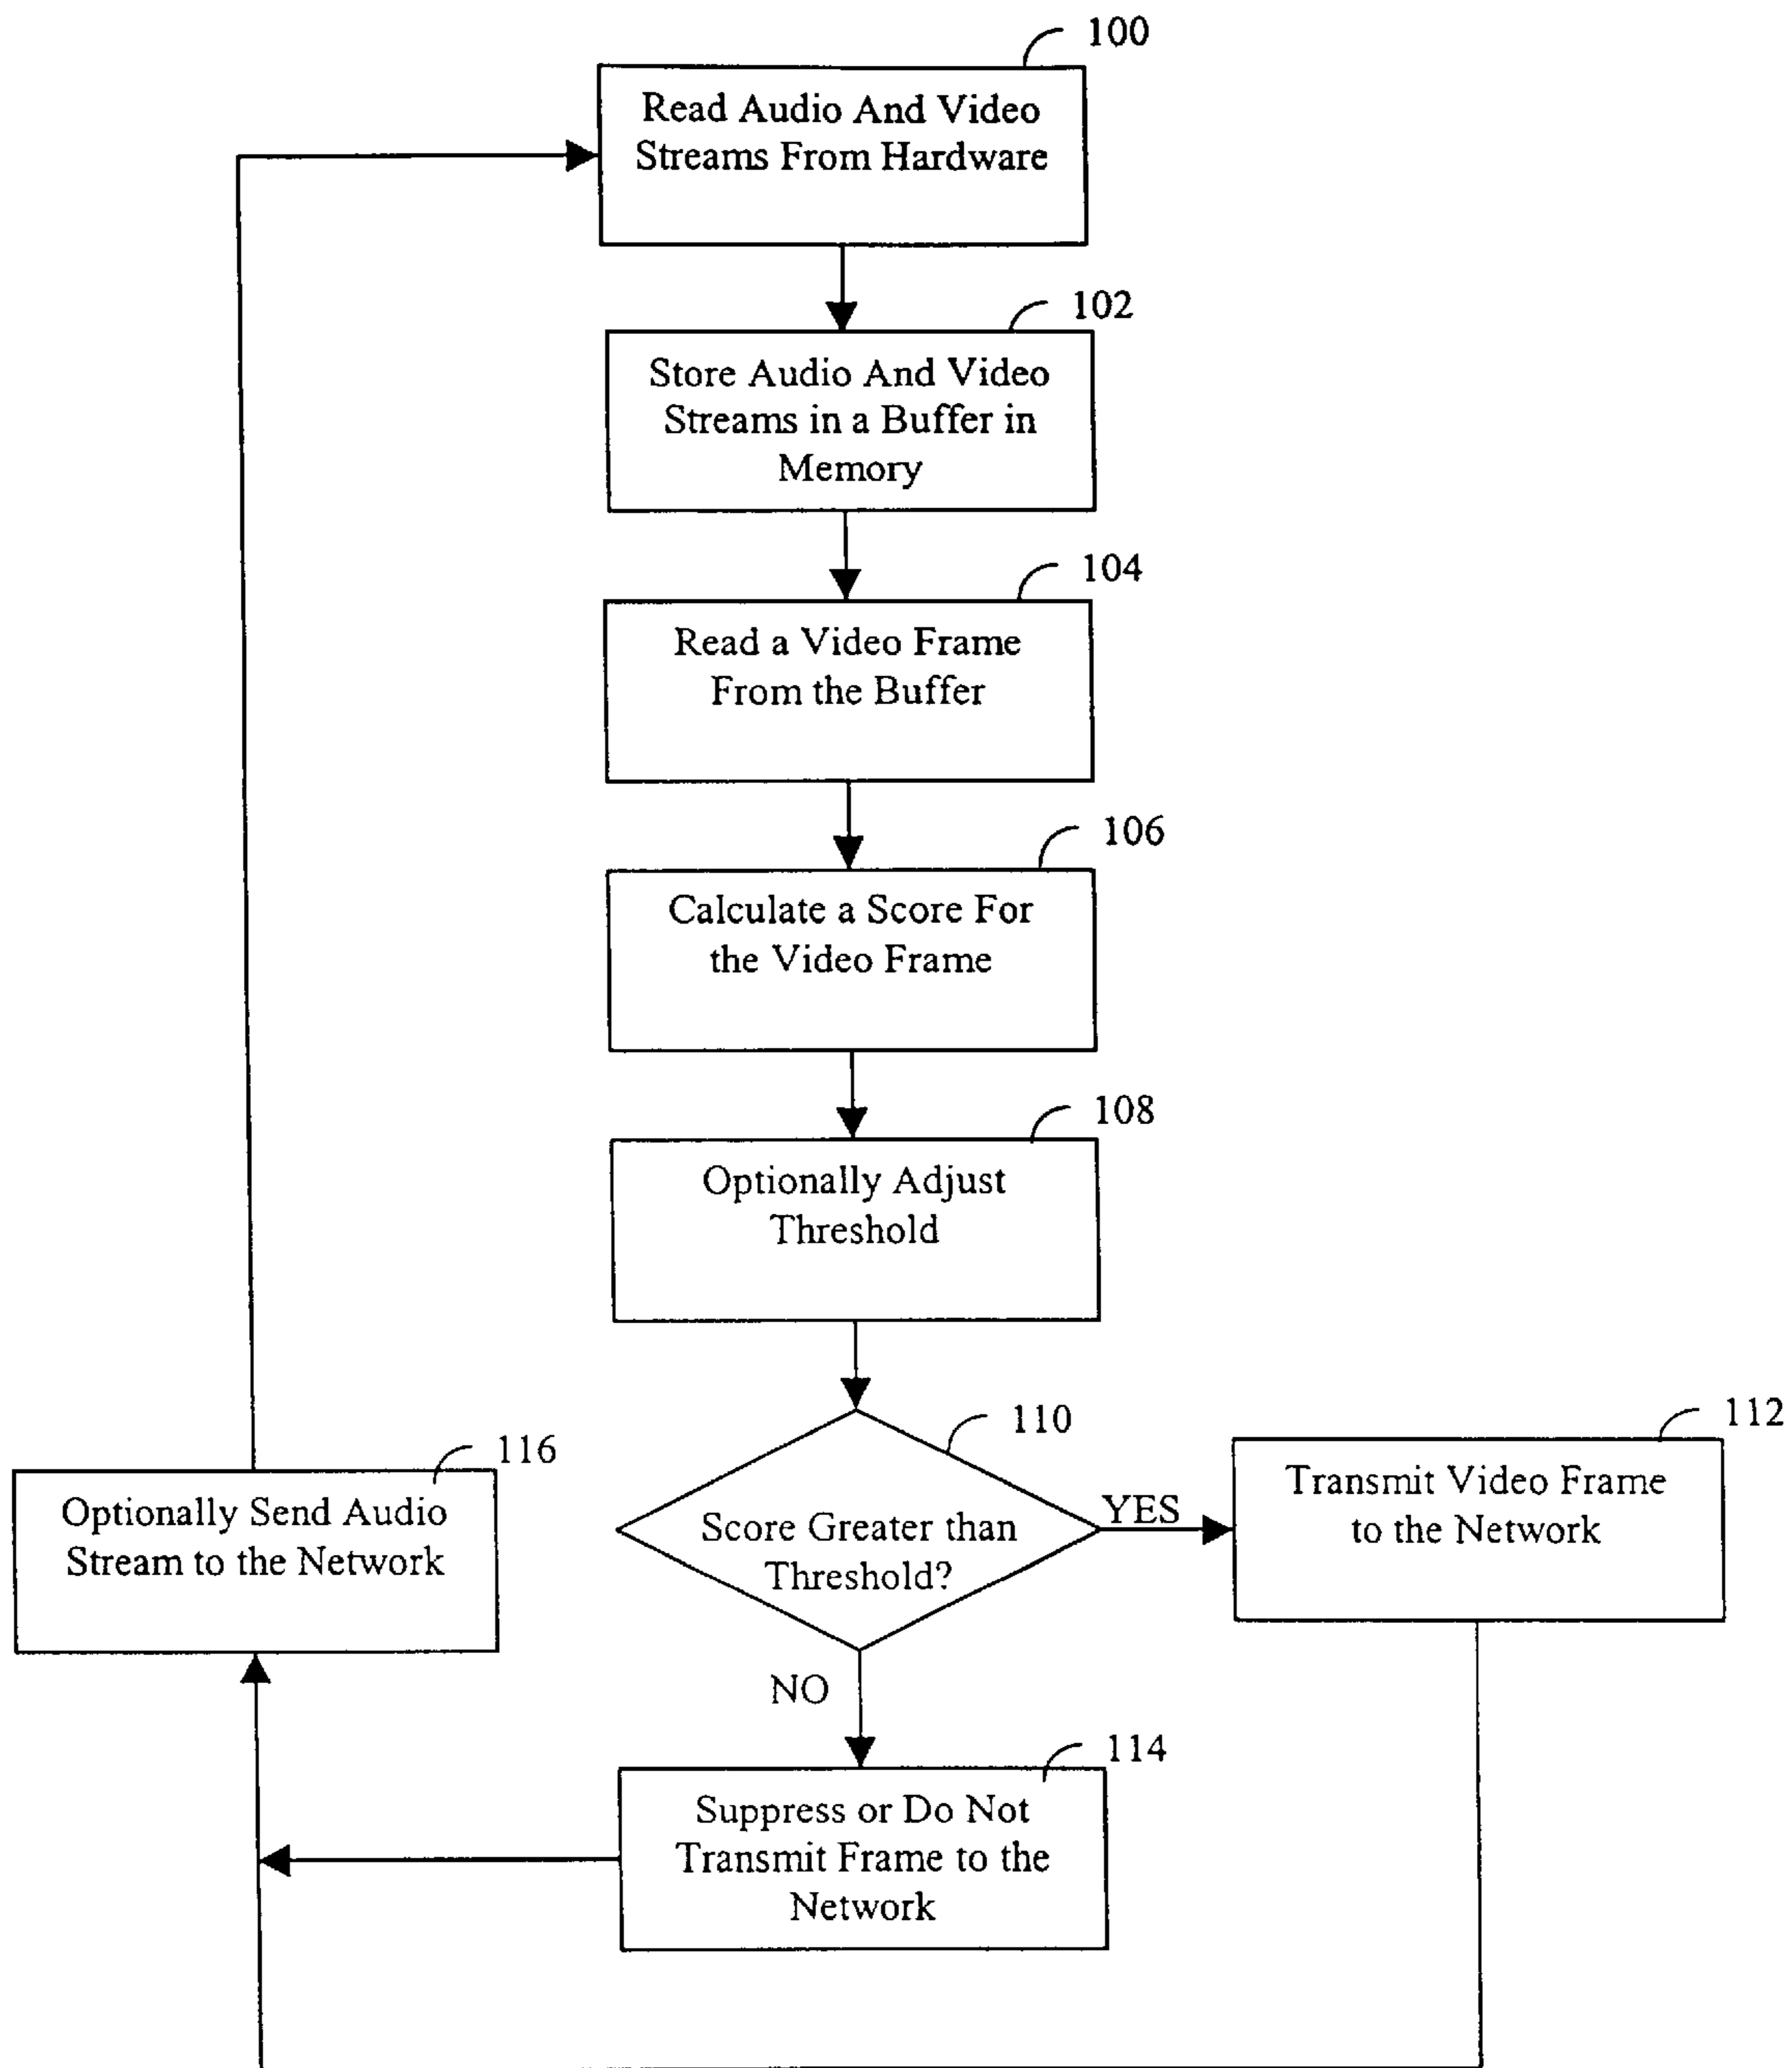 100
Read Audio And Video
Streams From Hardware
102
Store Audio And Video
Streams in a Buffer in
Memory
104
Read a Video Frame
From the Buffer
106
Calculate a Score For
the Video Frame
108
Optionally Adjust
Threshold
110
Score Greater than
Threshold?
YES
112
Transmit Video Frame
to the Network
116
Optionally Send Audio
Stream to the Network
NO
114
Suppress or Do Not
Transmit Frame to the
Network